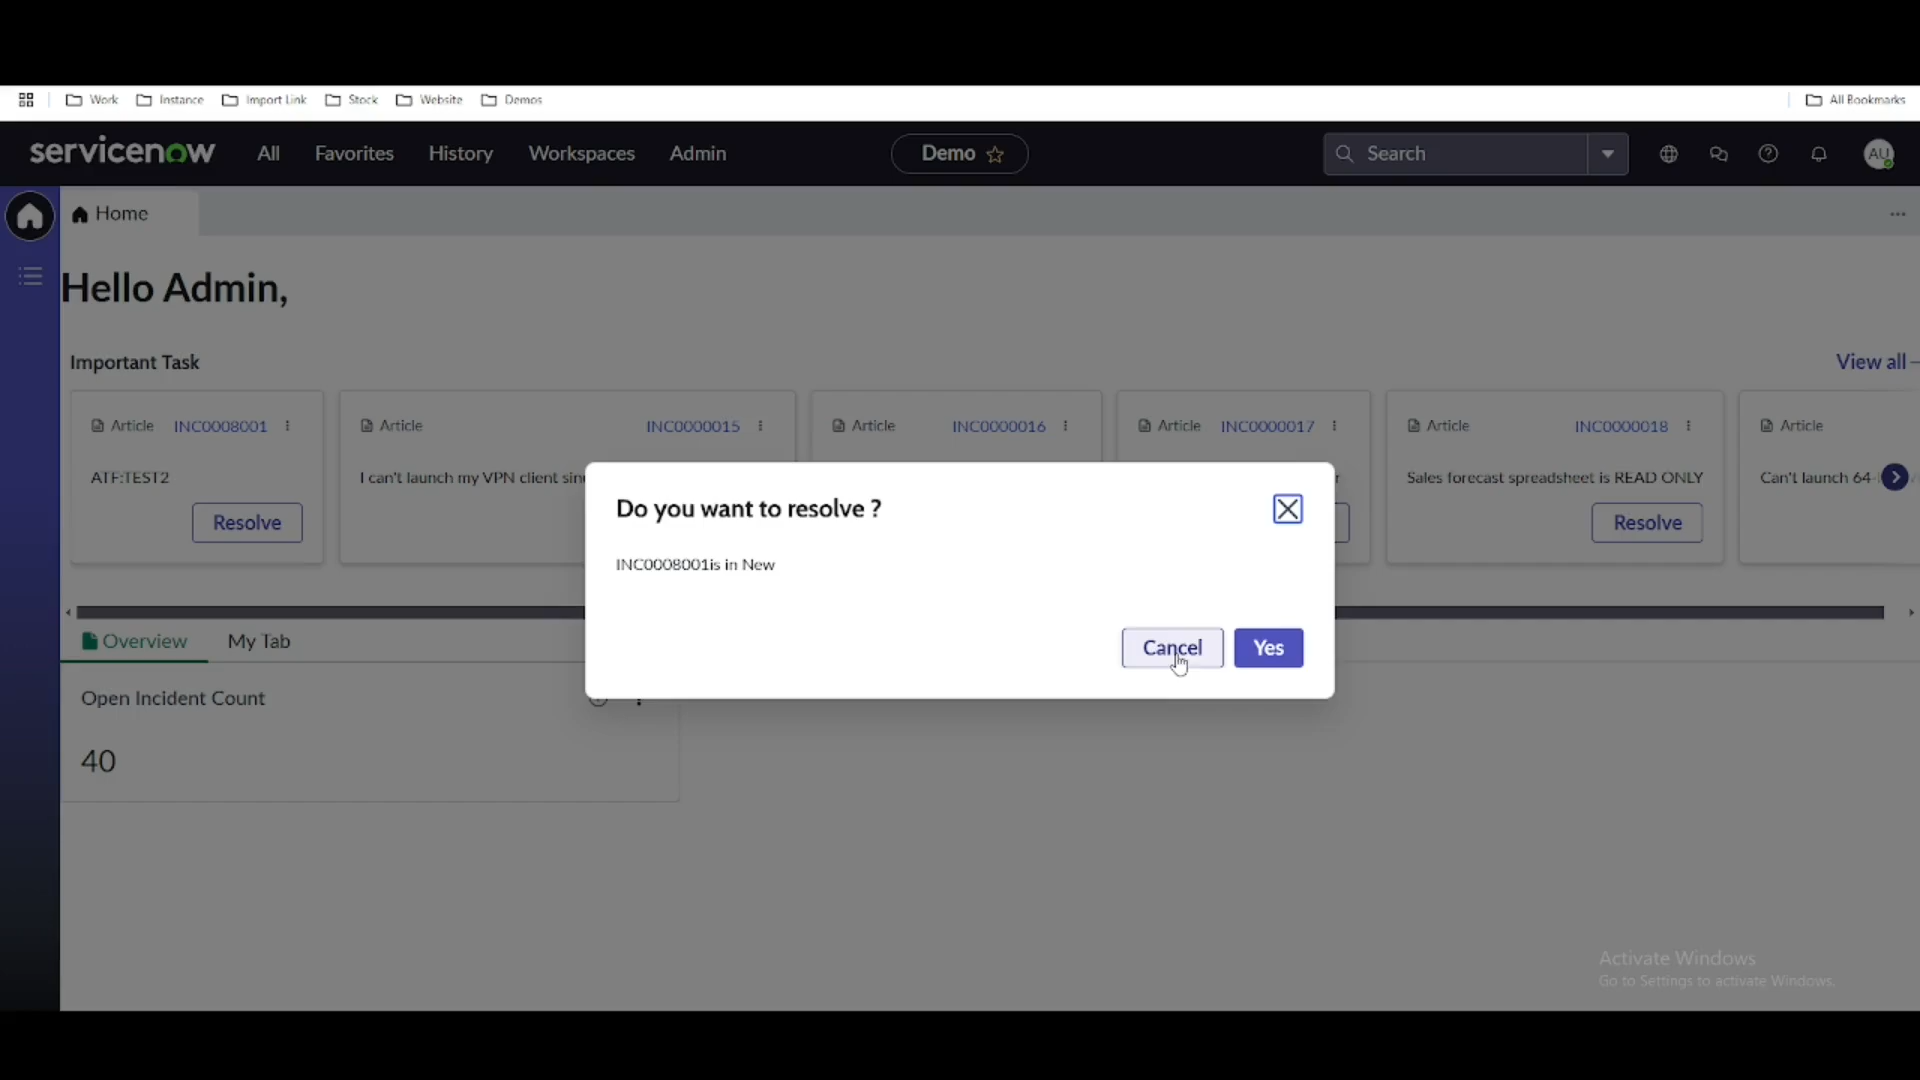 Work Instance Import Link Stock Website Demos All Bookmarks
servicenow All Favorites History Workspaces Admin Demo Search AU
Home
Hello Admin,
Important Task View all
Article INC0008001 Article INC0000015 Article INC0000016 Article INC0000017 Article INC0000018 Article
ATF:TEST2 I can't launch my VPN client Sales forecast spreadsheet is READ ONLY Can't launch 64-
Resolve Resolve
Do you want to resolve ?
INC0008001is in New
Cancel Yes
Overview My Tab
Open Incident Count
40
Activate Windows
Go to Settings to activate Windows.